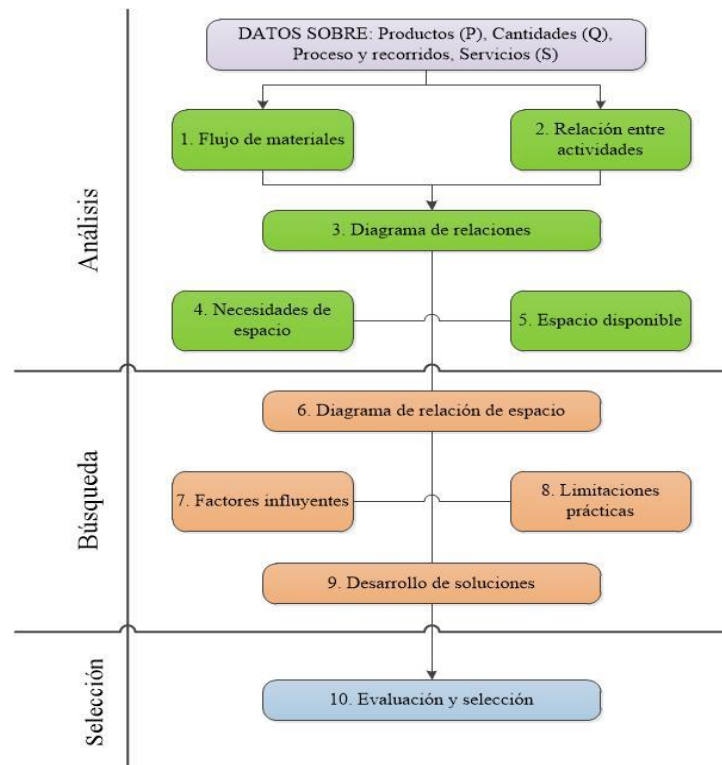 DATOS SOBRE: Productos (P), Cantidades (Q),
Proceso y recorridos, Servicios (S)
Análisis
1. Flujo de materiales
2. Relación entre
actividades
3. Diagrama de relaciones
4. Necesidades de
espacio
5. Espacio disponible
Búsqueda
6. Diagrama de relación de espacio
7. Factores influyentes
8. Limitaciones
prácticas
9. Desarrollo de soluciones
Selección
10. Evaluación y selección